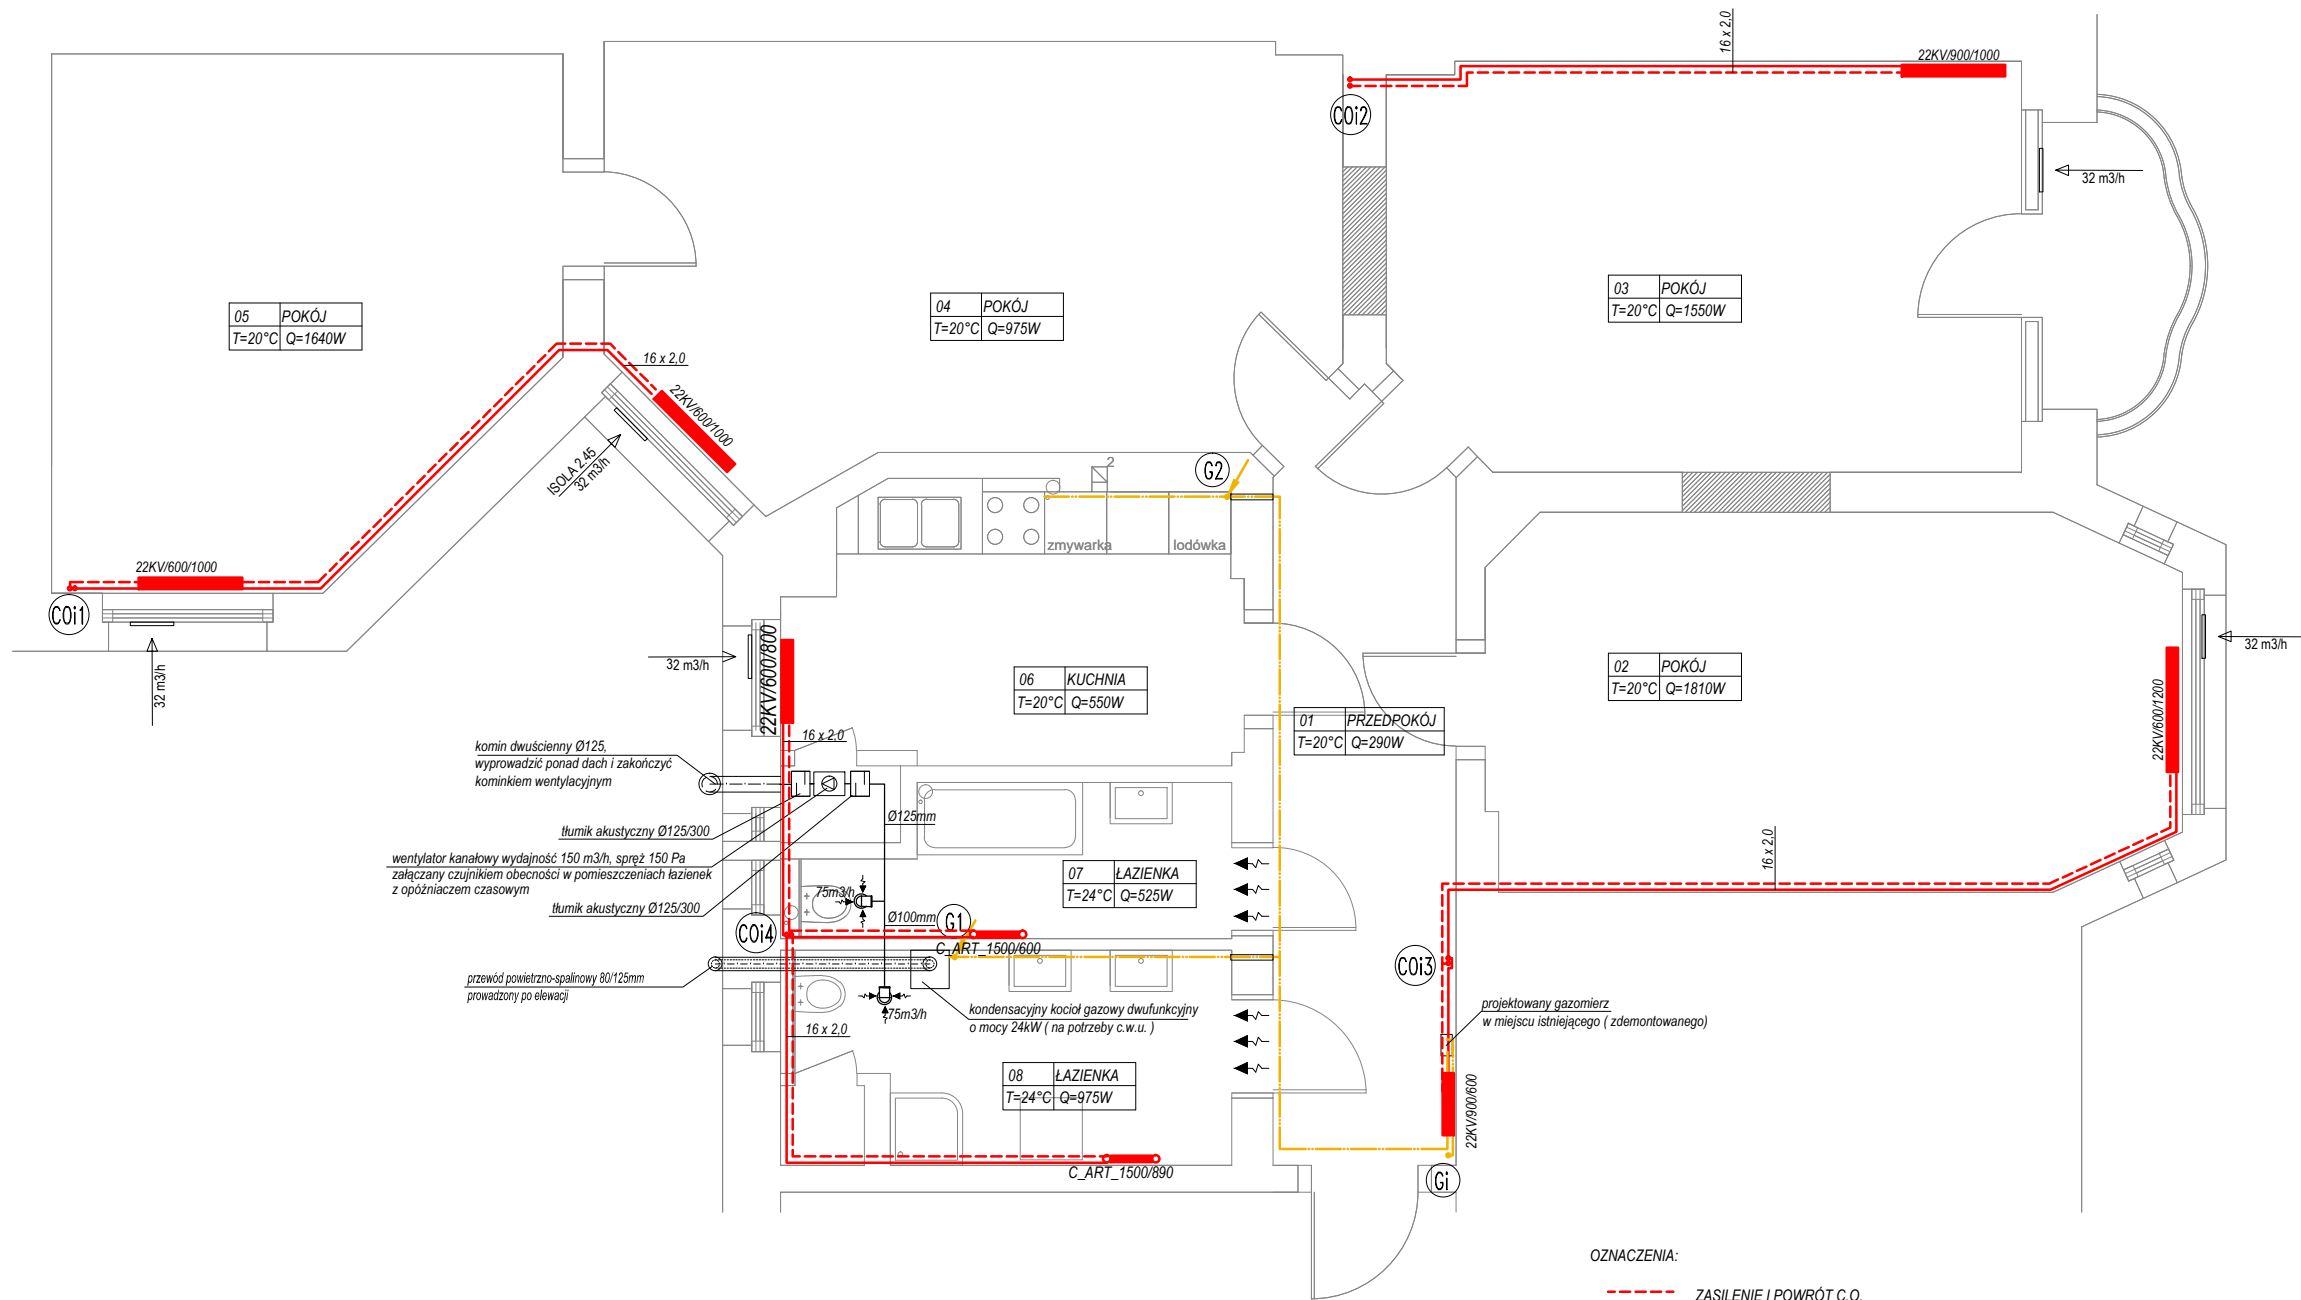 16 x 2,0
22KV/900/1000
COi2
32 m3/h
05 POKÓJ
T=20°C Q=1640W
04 POKÓJ
T=20°C Q=975W
03 POKÓJ
T=20°C Q=1550W
16 x 2,0
22KV/600/1000
ISOLA 2.45
32 m3/h
G2
2
zmywarka
lodówka
22KV/600/1000
COi1
32 m3/h
22KV/600/800
32 m3/h
06 KUCHNIA
T=20°C Q=550W
02 POKÓJ
T=20°C Q=1810W
32 m3/h
22KV/600/1200
01 PRZEDPOKÓJ
T=20°C Q=290W
16 x 2,0
komin dwuścienny Ø125,
wyprowadzić ponad dach i zakończyć
kominkiem wentylacyjnym
Ø125mm
tłumik akustyczny Ø125/300
wentylator kanałowy wydajność 150 m3/h, spręż 150 Pa
załączany czujnikiem obecności w pomieszczeniach łazienek
z opóźniaczem czasowym
tłumik akustyczny Ø125/300
16 x 2,0
07 ŁAZIENKA
T=24°C Q=525W
75m3/h
Ø100mm
G1
COi4
C_ART_1500/600
COi3
przewód powietrzno-spalinowy 80/125mm
prowadzony po elewacji
75m3/h
kondensacyjny kocioł gazowy dwufunkcyjny
o mocy 24kW ( na potrzeby c.w.u. )
projektowany gazomierz
w miejscu istniejącego ( zdemontowanego)
16 x 2,0
08 ŁAZIENKA
T=24°C Q=975W
22KV/900/600
C_ART_1500/890
Gi
OZNACZENIA:
ZASILENIE I POWRÓT C.O.